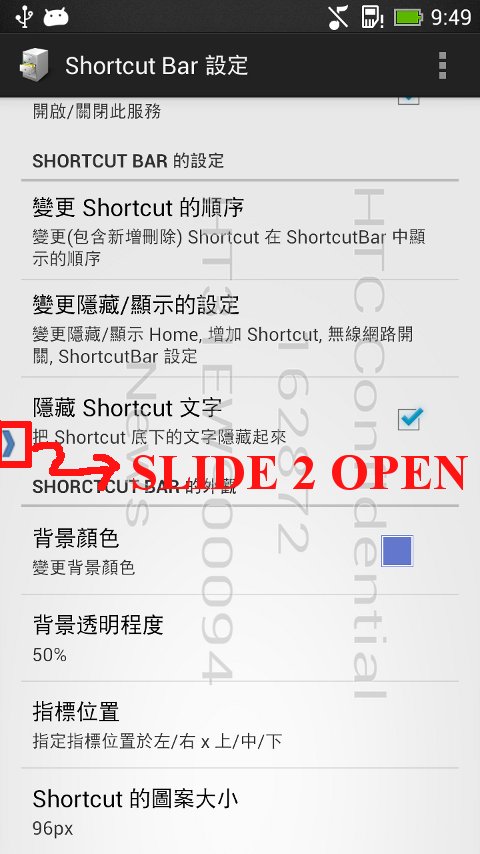 9:49
Shortcut Bar 設定
開啟/關閉此服務
SHORTCUT BAR 的設定
變更 Shortcut 的順序
變更(包含新增刪除) Shortcut 在 ShortcutBar 中顯
示的順序
變更隱藏/顯示的設定
變更隱藏/顯示 Home, 增加 Shortcut, 無線網路開
關, ShortcutBar 設定
隱藏 Shortcut 文字
把 Shortcut 底下的文字隱藏起來
SLIDE 2 OPEN
SHORCTCUT BAR 的外觀
背景顏色
變更背景顏色
背景透明程度
50%
指標位置
指定指標位置於左/右 x 上/中/下
Shortcut 的圖案大小
96px
HTC Confidential
162872
HT3HEW000094
News